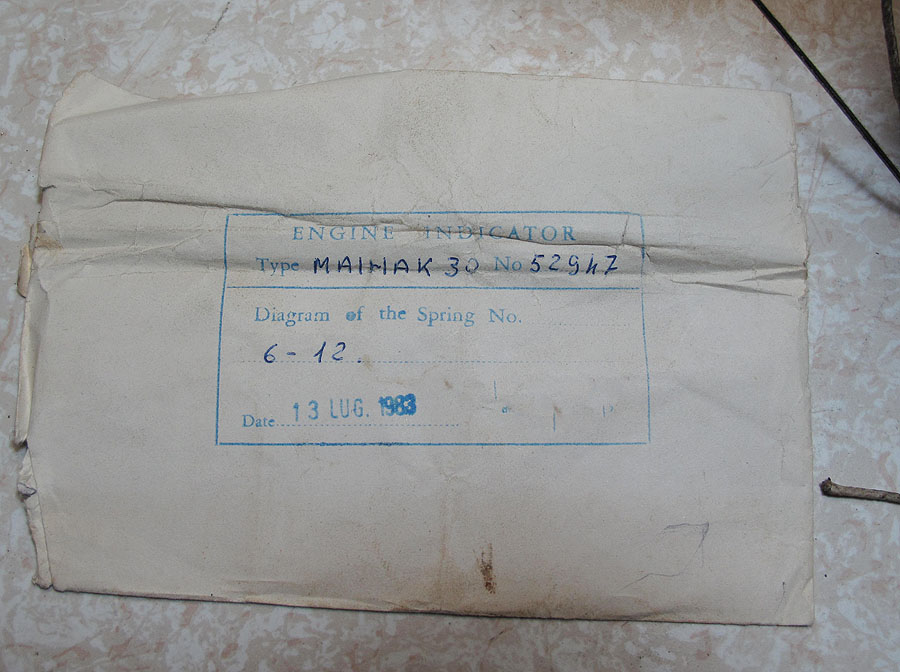 ENGINE INDICATOR
Type MAIHAK 30 No 52947
Diagram of the Spring No.
6 - 12.
Date 13 LUG. 1983